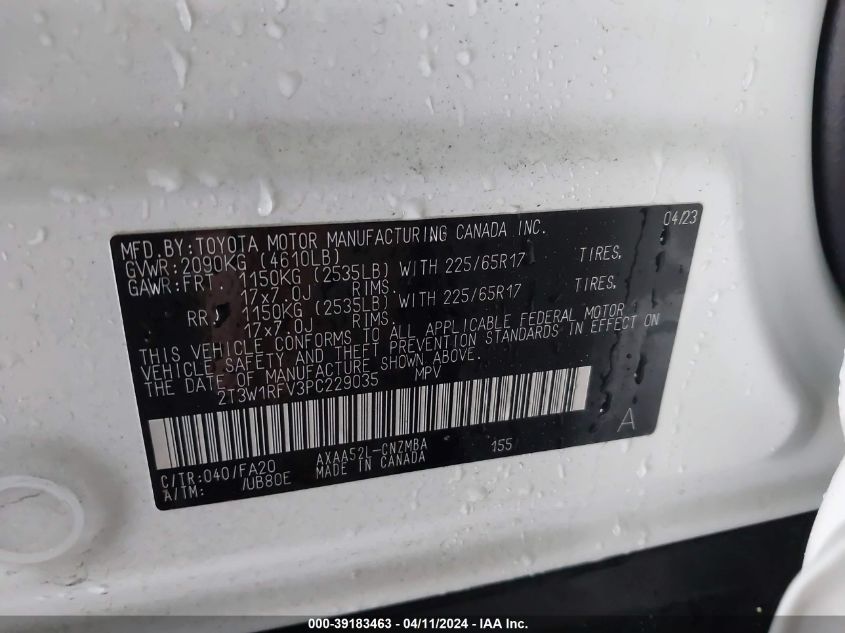 04/23
MFD.BY:TOYOTA MOTOR MANUFACTURING CANADA INC.
GVWR:2090KG (4610LB)
GAWR:FRT. 1150KG (2535LB) WITH 225/65R17 TIRES,
17x7.0J RIMS.
RR. 1150KG (2535LB) WITH 225/65R17 TIRES,
17x7.0J RIMS.
THIS VEHICLE CONFORMS TO ALL APPLICABLE FEDERAL MOTOR
VEHICLE SAFETY AND THEFT PREVENTION STANDARDS IN EFFECT ON
THE DATE OF MANUFACTURE SHOWN ABOVE.
2T3W1RFV3PC229035 MPV
A
C/TR:040/FA20 AXAA52L-CNZMBA 155
A/TM: /UB80E MADE IN CANADA
000-39183463 - 04/11/2024 - IAA Inc.